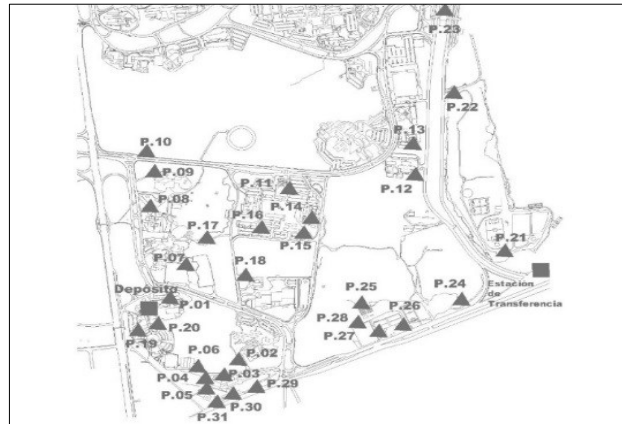 P.23
P.22
P.10
P.13
P.09
P.11
P.12
P.08
P.14
P.16
P.17
P.15
P.21
P.07
P.18
Depósito
P.01
P.25
P.24
Estación
de
Transferencia
P.28
P.26
P.20
P.27
P.19
P.06
P.02
P.04
P.03
P.05
P.29
P.30
P.31